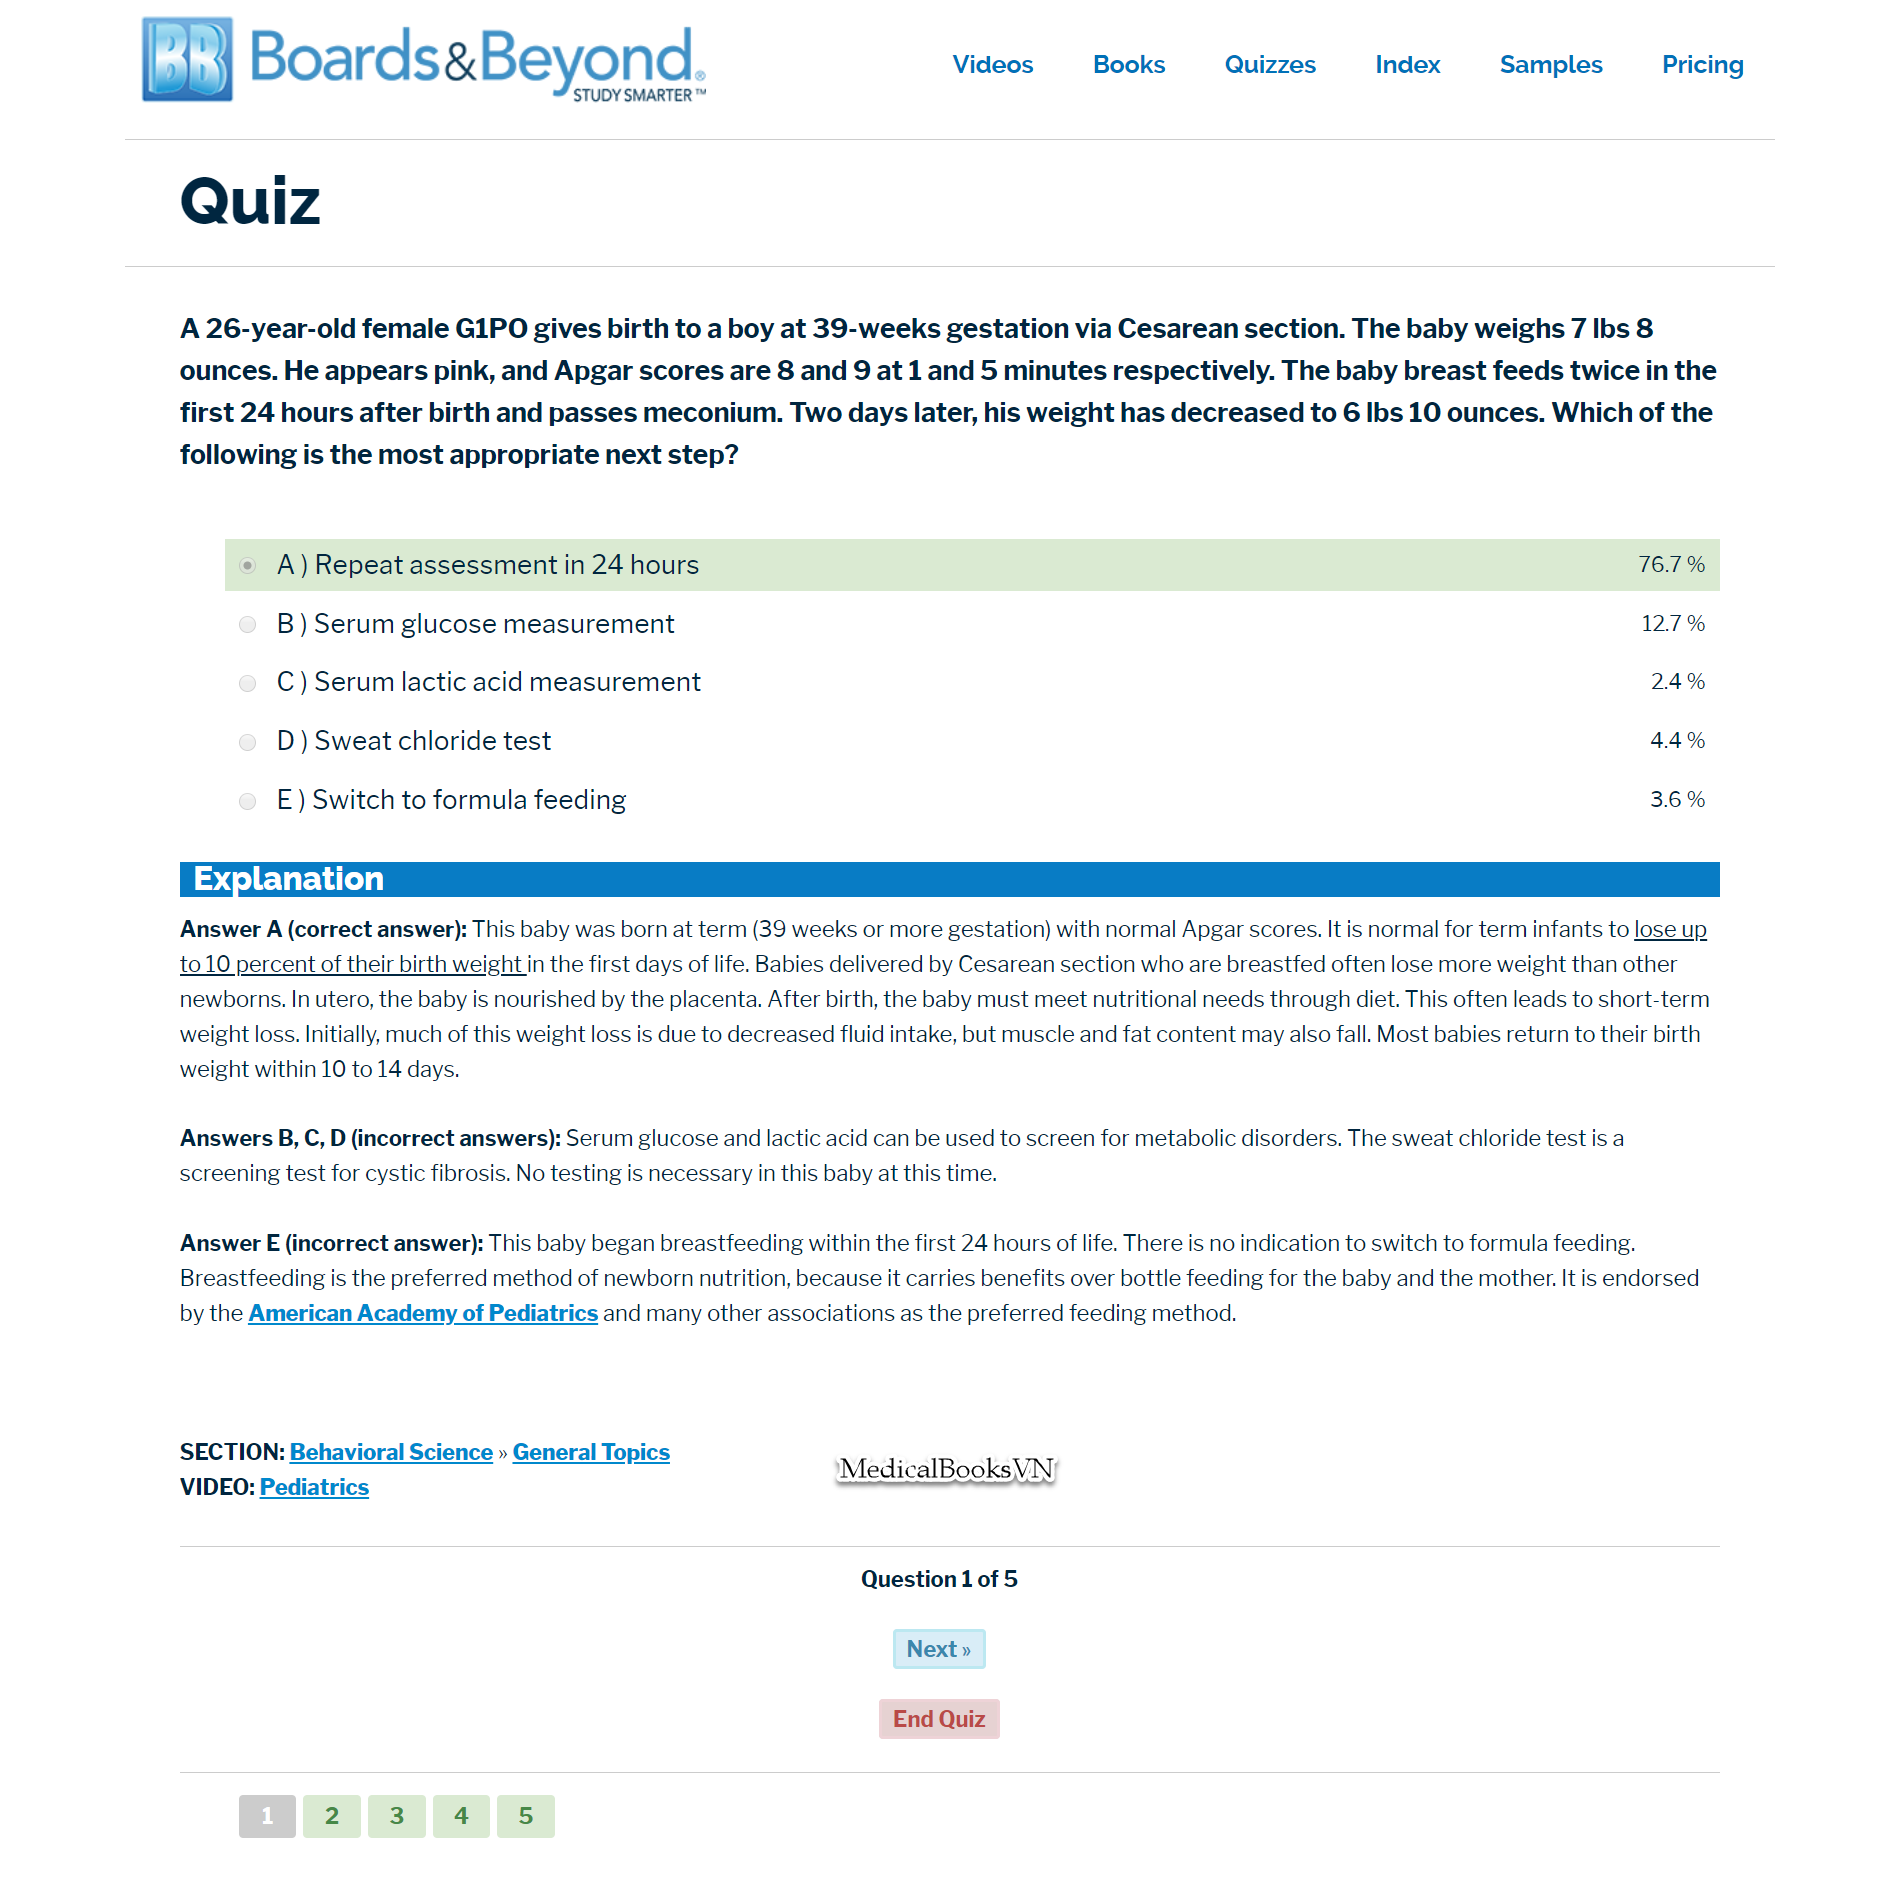 BB Boards&Beyond®
STUDY SMARTER™
Videos Books Quizzes Index Samples Pricing
Quiz
A 26-year-old female G1P0 gives birth to a boy at 39-weeks gestation via Cesarean section. The baby weighs 7 lbs 8
ounces. He appears pink, and Apgar scores are 8 and 9 at 1 and 5 minutes respectively. The baby breast feeds twice in the
first 24 hours after birth and passes meconium. Two days later, his weight has decreased to 6 lbs 10 ounces. Which of the
following is the most appropriate next step?
A ) Repeat assessment in 24 hours 76.7 %
B ) Serum glucose measurement 12.7 %
C ) Serum lactic acid measurement 2.4 %
D ) Sweat chloride test 4.4 %
E ) Switch to formula feeding 3.6 %
Explanation
Answer A (correct answer): This baby was born at term (39 weeks or more gestation) with normal Apgar scores. It is normal for term infants to lose up
to 10 percent of their birth weight in the first days of life. Babies delivered by Cesarean section who are breastfed often lose more weight than other
newborns. In utero, the baby is nourished by the placenta. After birth, the baby must meet nutritional needs through diet. This often leads to short-term
weight loss. Initially, much of this weight loss is due to decreased fluid intake, but muscle and fat content may also fall. Most babies return to their birth
weight within 10 to 14 days.
Answers B, C, D (incorrect answers): Serum glucose and lactic acid can be used to screen for metabolic disorders. The sweat chloride test is a
screening test for cystic fibrosis. No testing is necessary in this baby at this time.
Answer E (incorrect answer): This baby began breastfeeding within the first 24 hours of life. There is no indication to switch to formula feeding.
Breastfeeding is the preferred method of newborn nutrition, because it carries benefits over bottle feeding for the baby and the mother. It is endorsed
by the American Academy of Pediatrics and many other associations as the preferred feeding method.
SECTION: Behavioral Science » General Topics
MedicalBooksVN
VIDEO: Pediatrics
Question 1 of 5
Next »
End Quiz
1 2 3 4 5